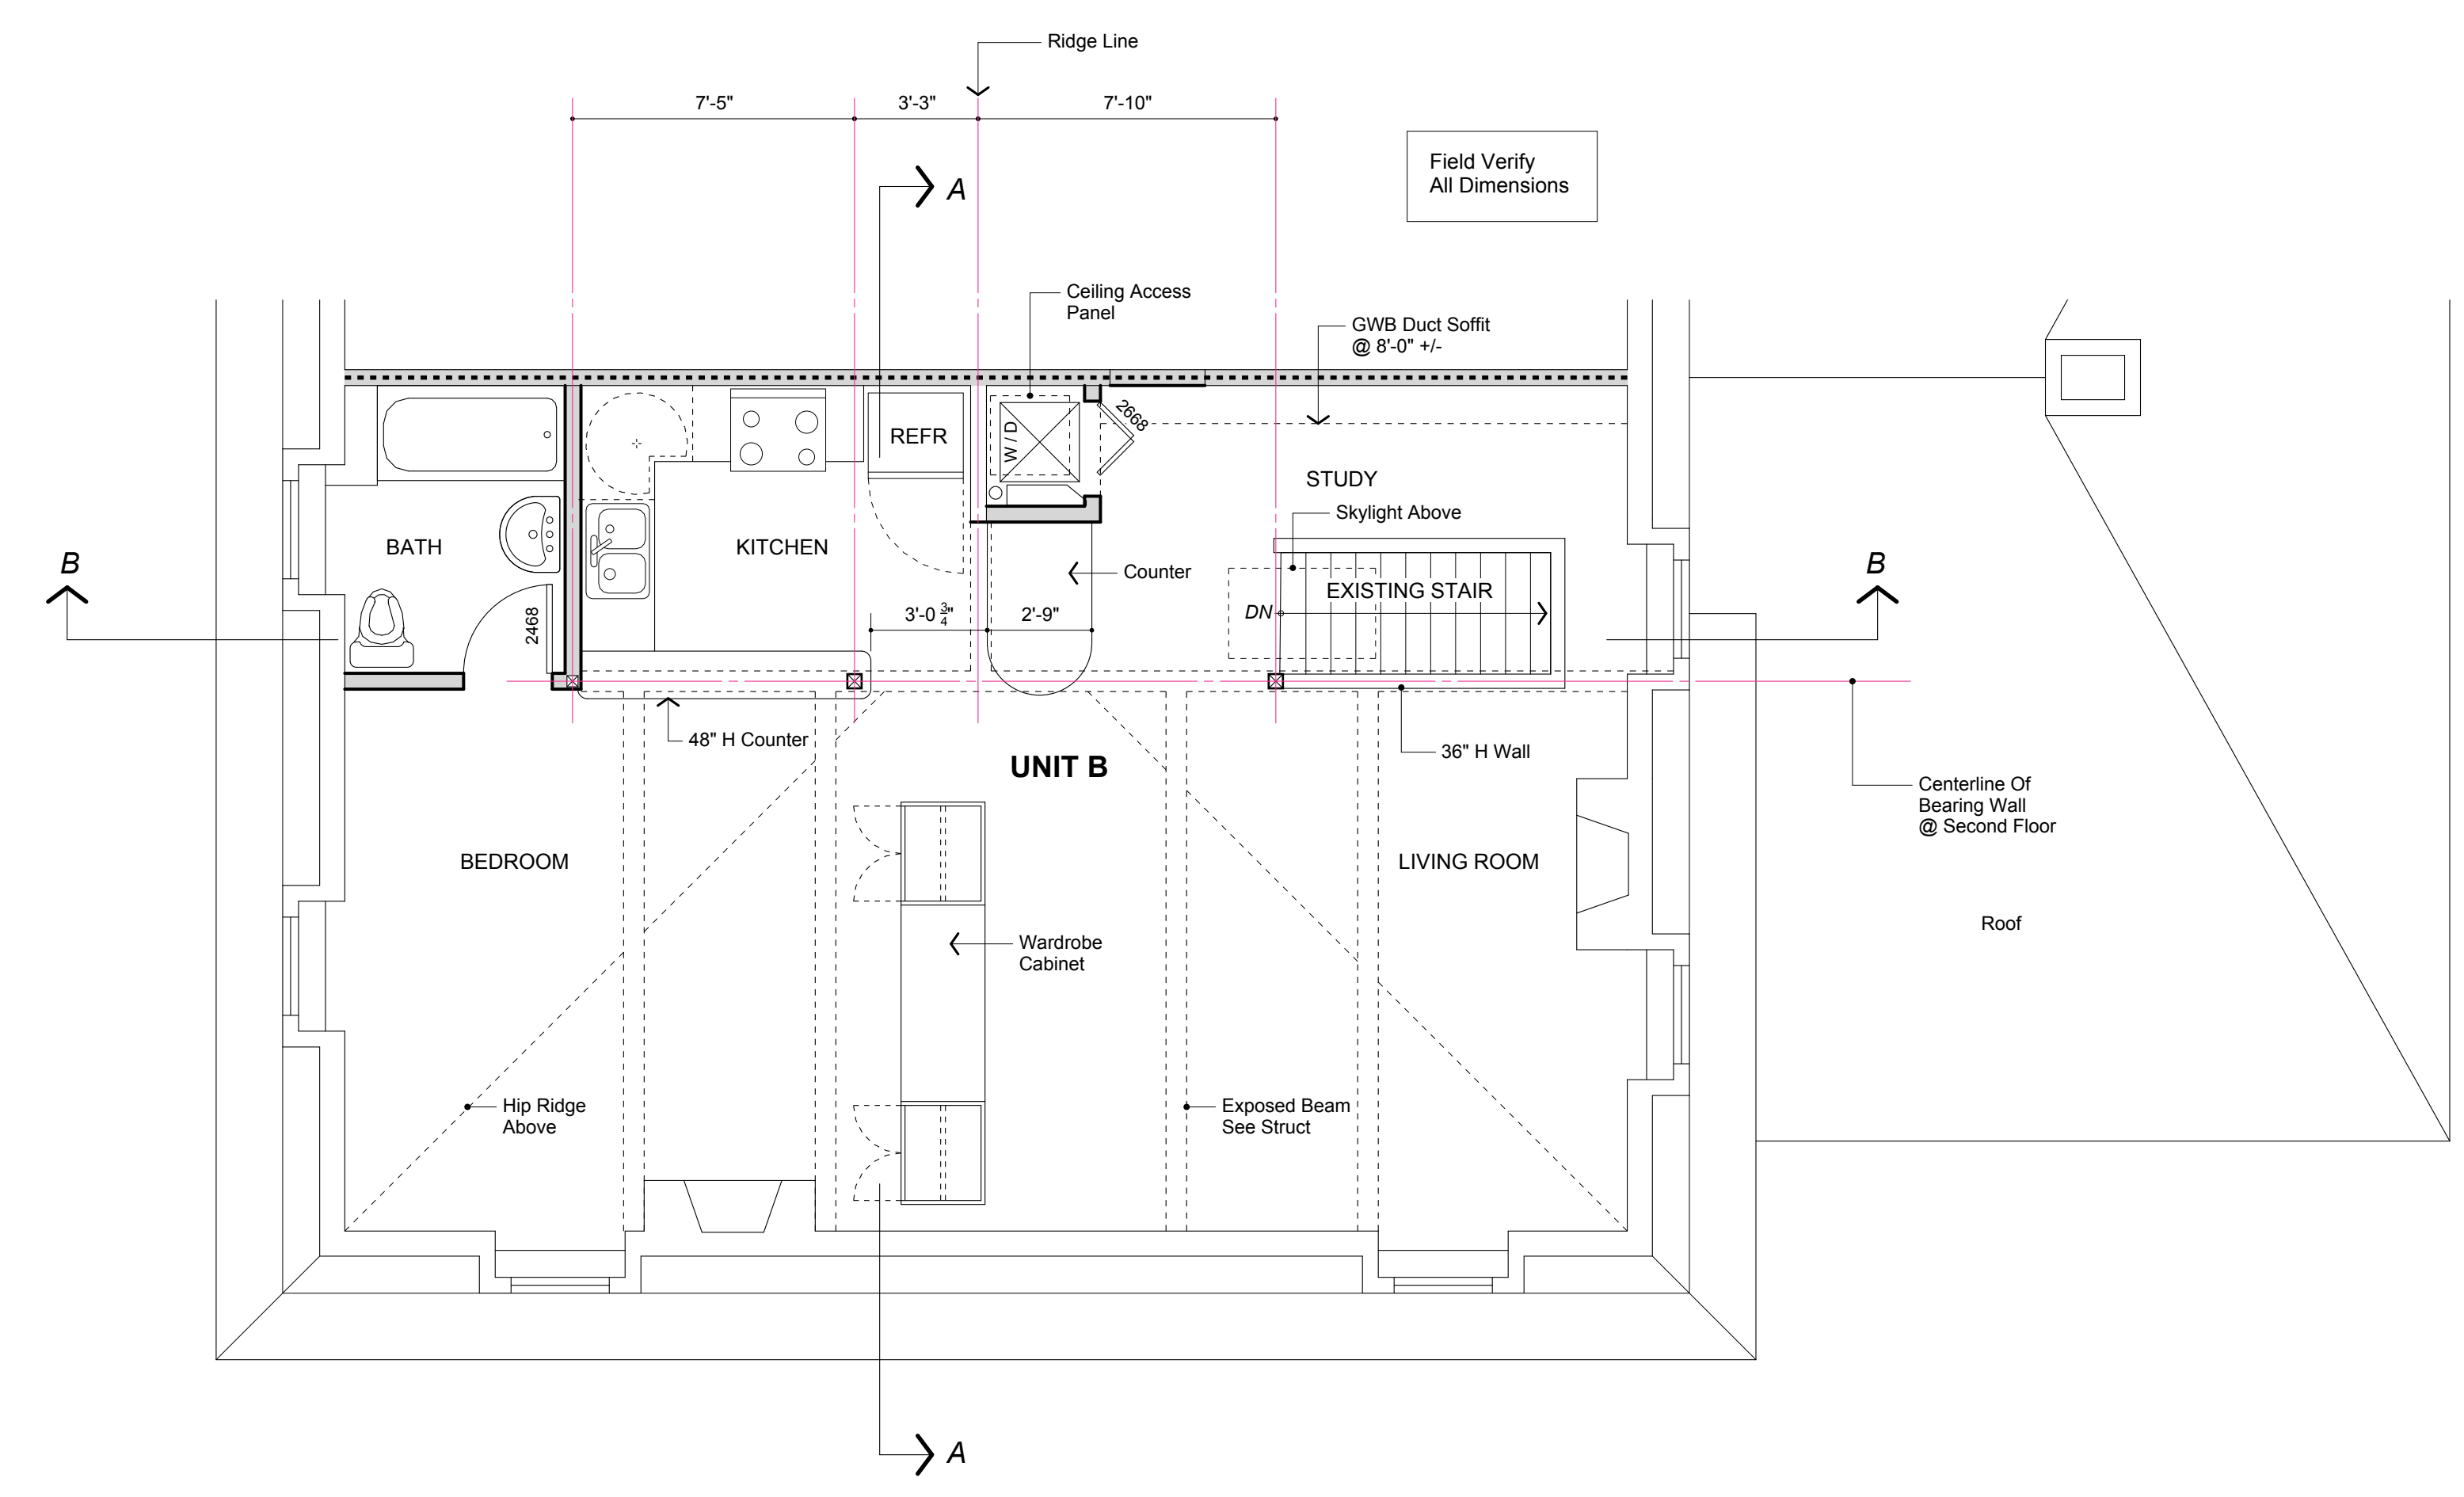 Ridge Line
7'-5"
3'-3"
7'-10"
Field Verify
All Dimensions
A
Ceiling Access
Panel
GWB Duct Soffit
@ 8'-0" +/-
2668
REFR
W / D
STUDY
Skylight Above
BATH
KITCHEN
B
B
Counter
EXISTING STAIR
2468
3'-0 3/4"
2'-9"
DN
48" H Counter
UNIT B
36" H Wall
Centerline Of
Bearing Wall
@ Second Floor
BEDROOM
LIVING ROOM
Roof
Wardrobe
Cabinet
Hip Ridge
Above
Exposed Beam
See Struct
A